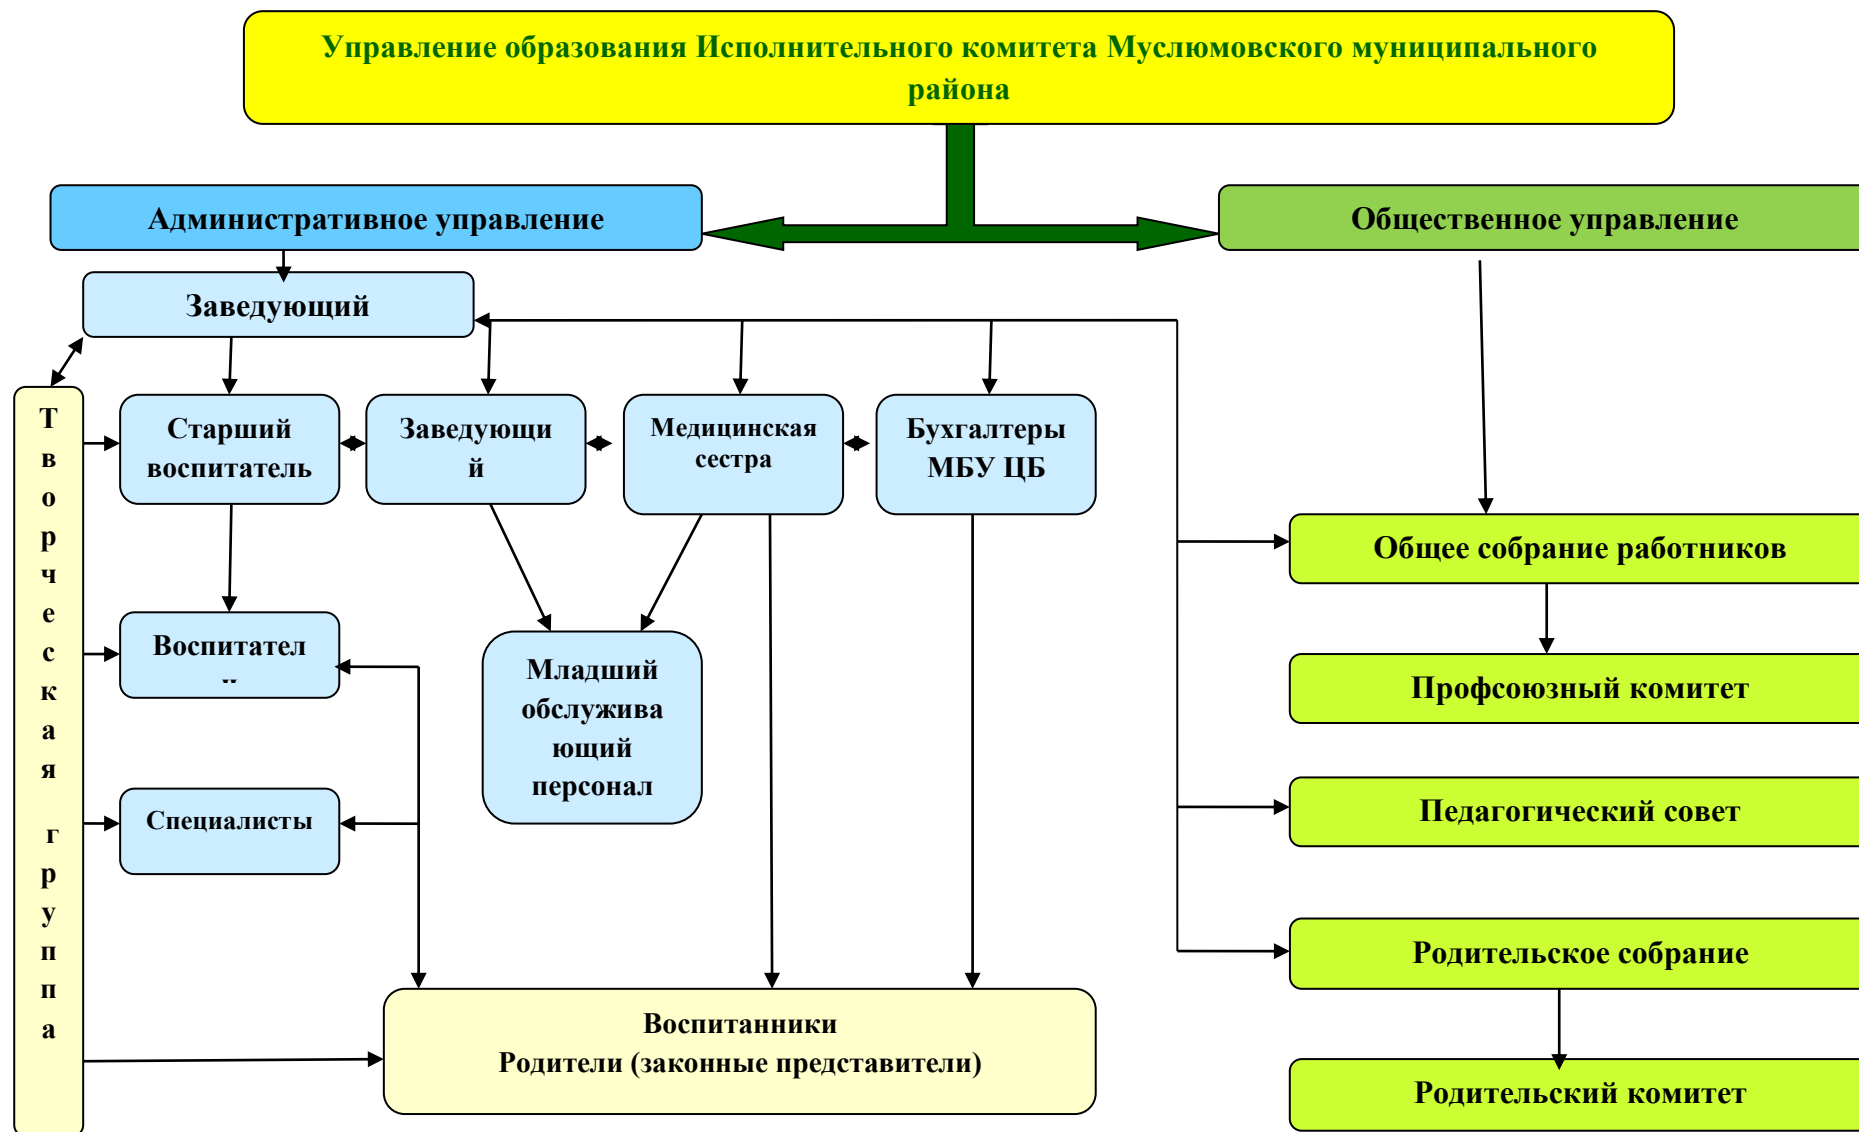 Управление образования Исполнительного комитета Муслюмовского муниципального
района
Административное управление
Общественное управление
Заведующий
Творческая группа
Старший
воспитатель
Заведующи
й
Медицинская
сестра
Бухгалтеры
МБУ ЦБ
Общее собрание работников
Воспитател
Младший
обслужива
ющий
персонал
Профсоюзный комитет
Специалисты
Педагогический совет
Родительское собрание
Воспитанники
Родители (законные представители)
Родительский комитет